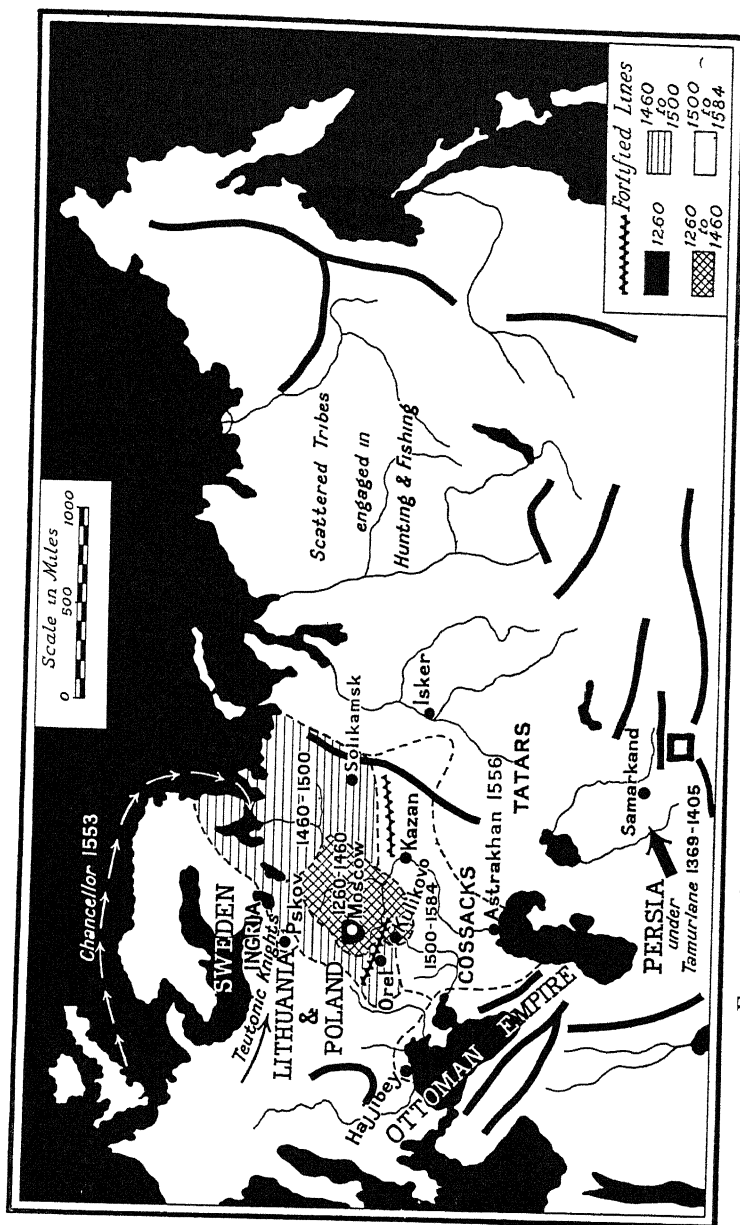 Scale in Miles
0 500 1000
Chancellor 1553
SWEDEN
INGRIA
Teutonic Knights
Pskov
LITHUANIA
&
POLAND
1460-1500
1260-1460
Moscow
Solikamsk
Orel
Kulikovo
Kazan
1500-1584
Isker
COSSACKS
Astrakhan 1556
TATARS
Hajjibey
OTTOMAN EMPIRE
Samarkand
PERSIA
under
Tamurlane 1369-1405
Scattered Tribes
engaged in
Hunting & Fishing
Fortified Lines
1260
1460
to
1500
1260
to
1460
1500
to
1584